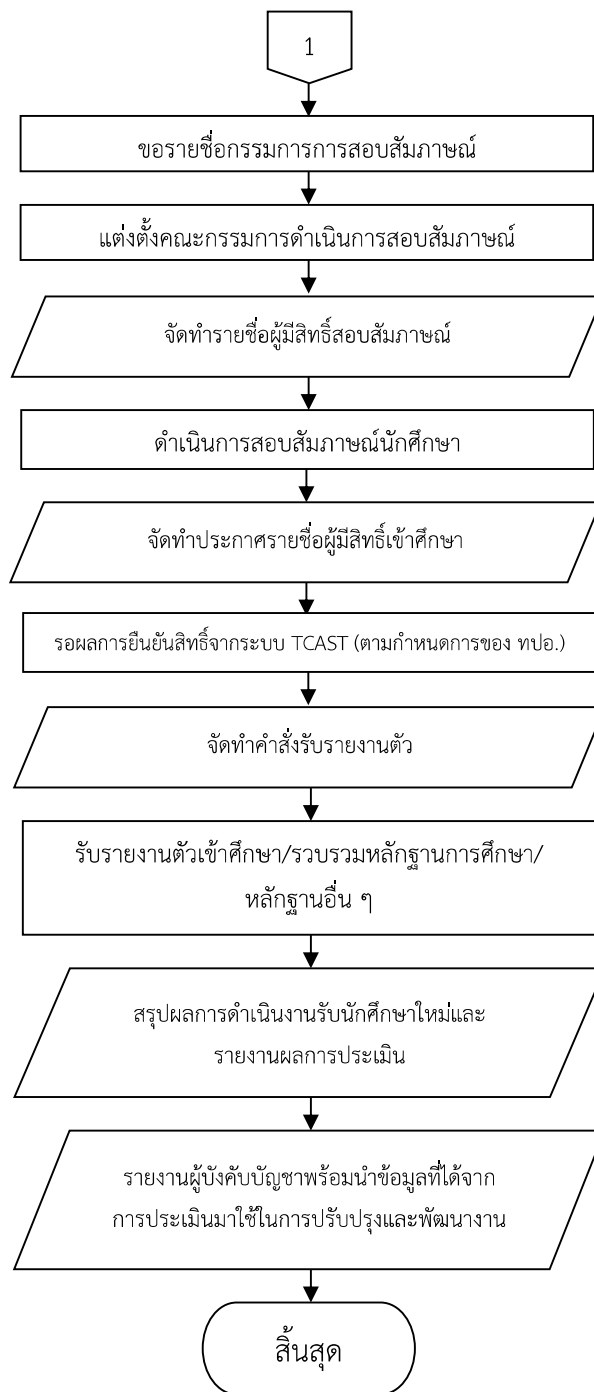 1
ขอรายชื่อกรรมการการสอบสัมภาษณ์
แต่งตั้งคณะกรรมการดำเนินการสอบสัมภาษณ์
จัดทำรายชื่อผู้มีสิทธิ์สอบสัมภาษณ์
ดำเนินการสอบสัมภาษณ์นักศึกษา
จัดทำประกาศรายชื่อผู้มีสิทธิ์เข้าศึกษา
รอผลการยืนยันสิทธิ์จากระบบ TCAST (ตามกำหนดการของ ทปอ.)
จัดทำคำสั่งรับรายงานตัว
รับรายงานตัวเข้าศึกษา/รวบรวมหลักฐานการศึกษา/
หลักฐานอื่น ๆ
สรุปผลการดำเนินงานรับนักศึกษาใหม่และ
รายงานผลการประเมิน
รายงานผู้บังคับบัญชาพร้อมนำข้อมูลที่ได้จาก
การประเมินมาใช้ในการปรับปรุงและพัฒนางาน
สิ้นสุด